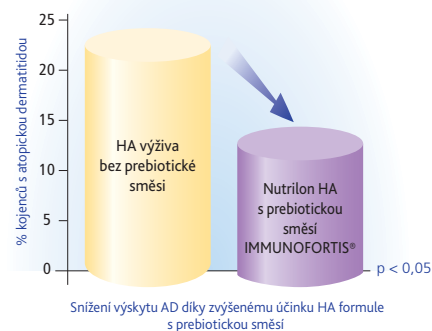 % kojenců s atopickou dermatitidou
25
20
15
10
5
0
HA výživa
bez prebiotické
směsi
Nutrilon HA
s prebiotickou
směsí
IMMUNOFORTIS®
p < 0,05
Snížení výskytu AD díky zvýšenému účinku HA formule
s prebiotickou směsí